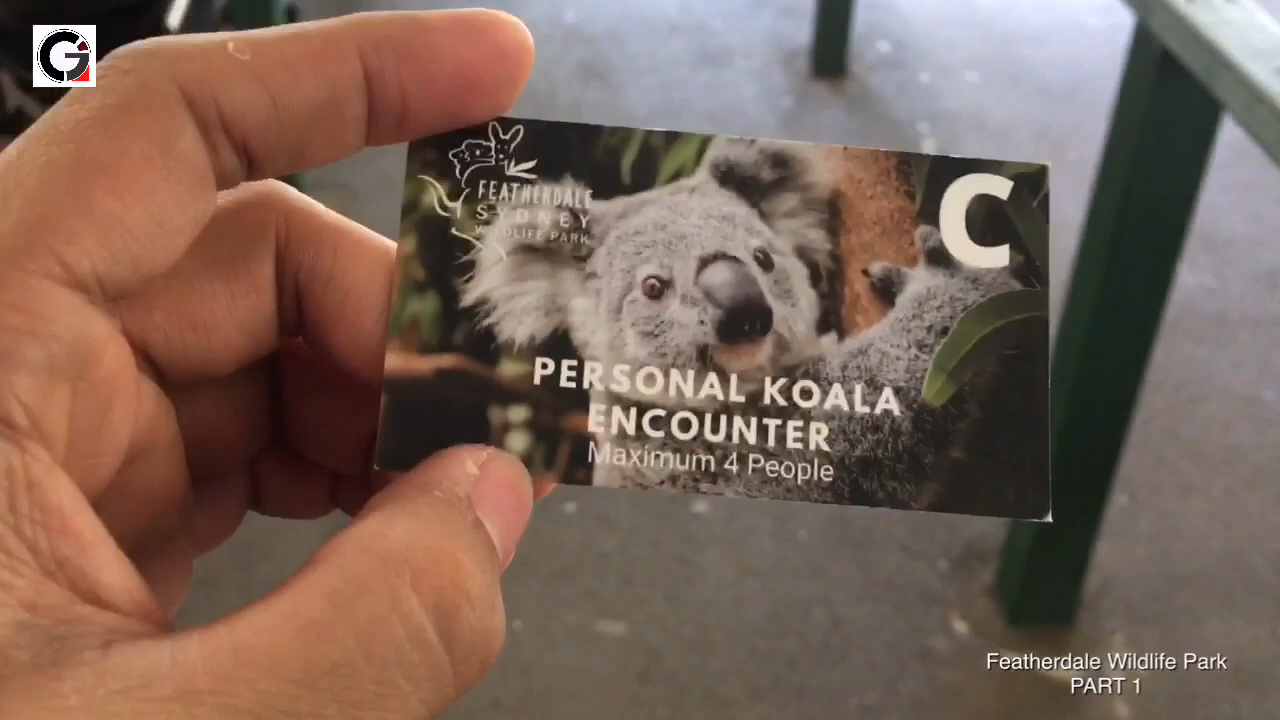 G
FEATHERDALE
SYDNEY
WILDLIFE PARK
C
PERSONAL KOALA
ENCOUNTER
Maximum 4 People
Featherdale Wildlife Park
PART 1